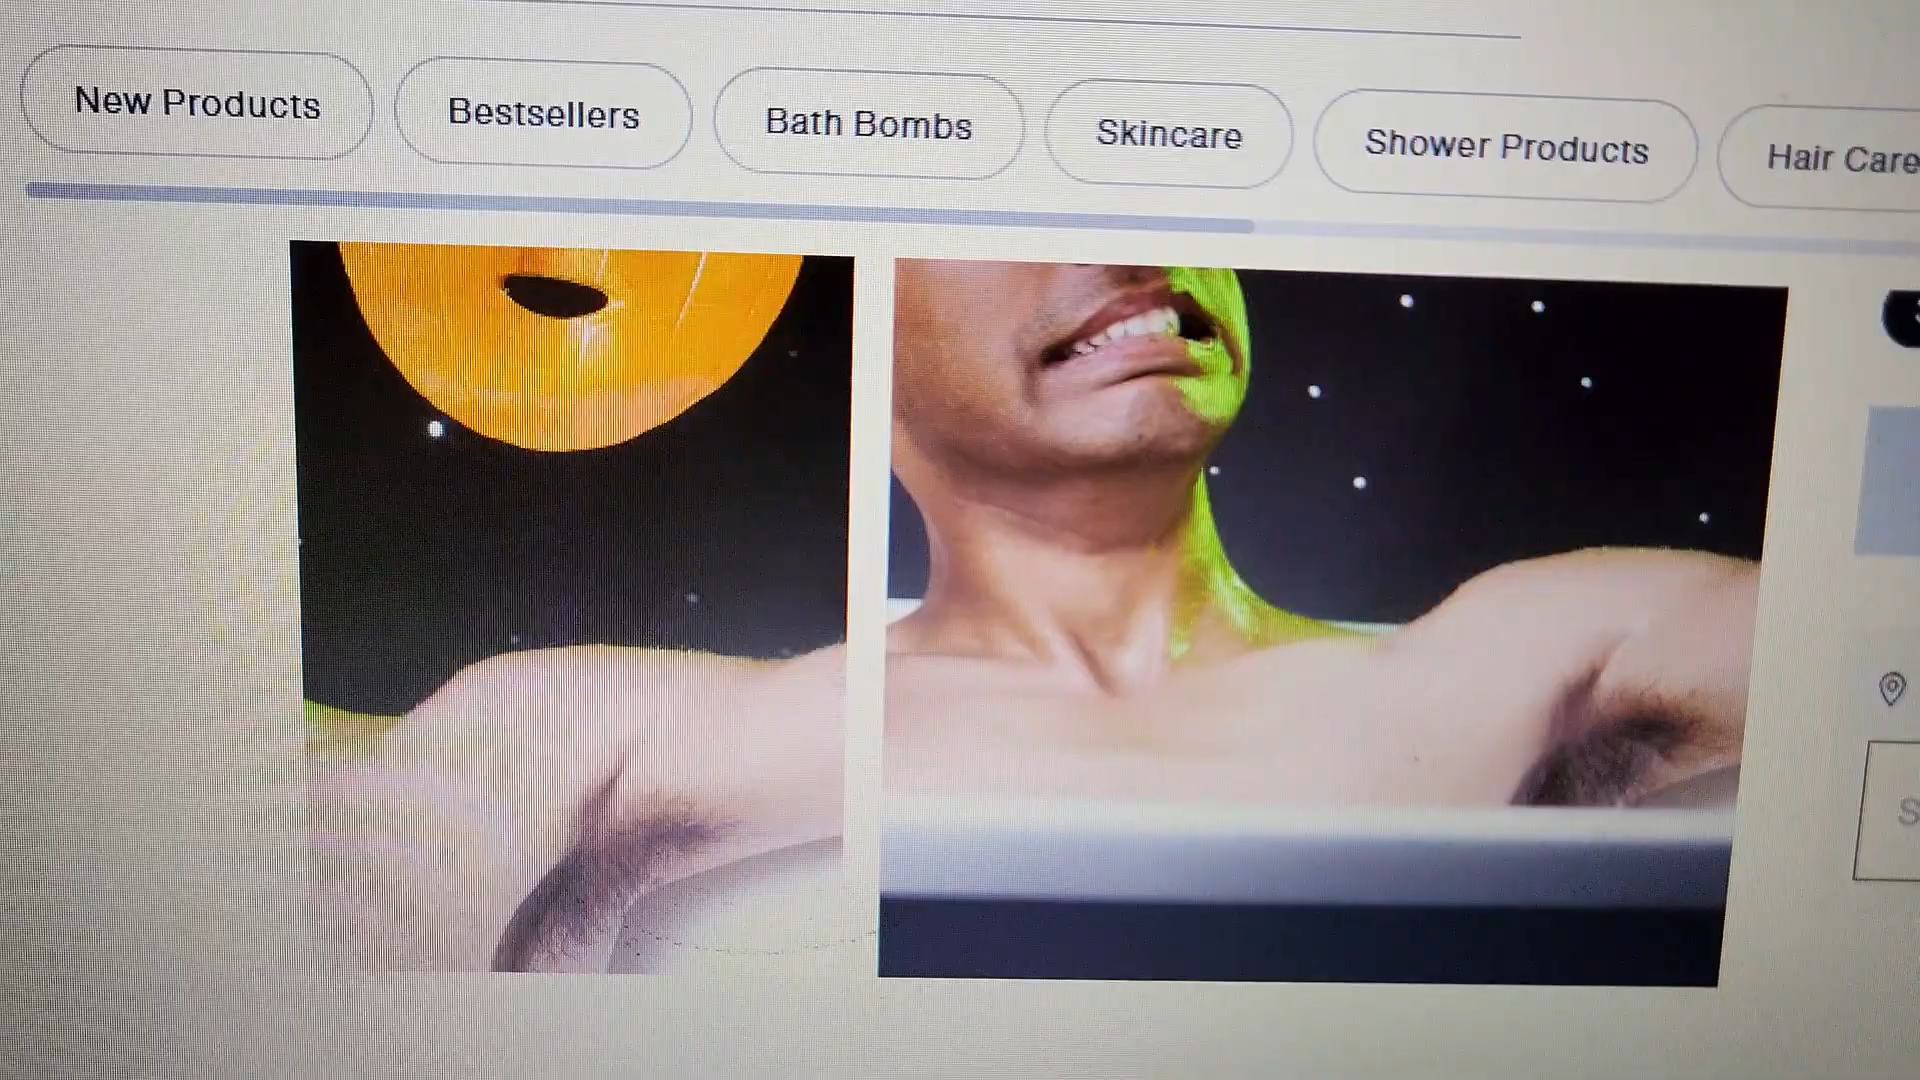 New Products
Bestsellers
Bath Bombs
Skincare
Shower Products
Hair Care